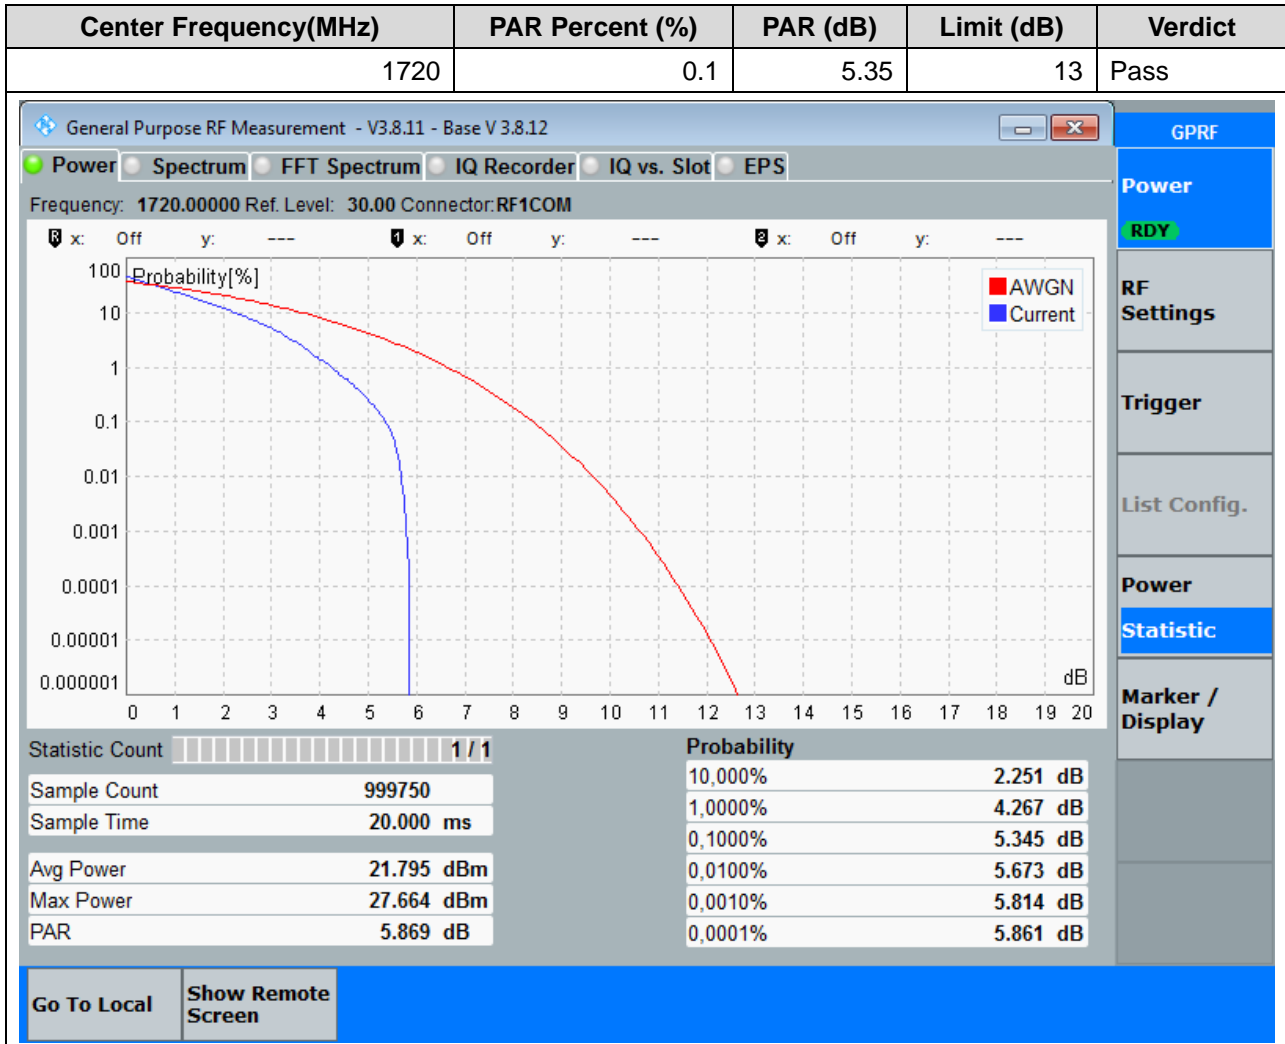 Center Frequency(MHz) PAR Percent (%) PAR (dB) Limit (dB) Verdict
1720 0.1 5.35 13 Pass
General Purpose RF Measurement - V3.8.11 - Base V 3.8.12
GPRF
Power Spectrum FFT Spectrum IQ Recorder IQ vs. Slot EPS
Frequency: 1720.00000 Ref. Level: 30.00 Connector:RF1COM
R x: Off y: --- 1 x: Off y: --- 2 x: Off y: ---
Probability[%]
100
10
1
0.1
0.01
0.001
0.0001
0.00001
0.000001
AWGN
Current
dB
0 1 2 3 4 5 6 7 8 9 10 11 12 13 14 15 16 17 18 19 20
Statistic Count 1 / 1
Sample Count 999750
Sample Time 20.000 ms
Avg Power 21.795 dBm
Max Power 27.664 dBm
PAR 5.869 dB
Probability
10,000% 2.251 dB
1,0000% 4.267 dB
0,1000% 5.345 dB
0,0100% 5.673 dB
0,0010% 5.814 dB
0,0001% 5.861 dB
Power
RDY
RF
Settings
Trigger
List Config.
Power
Statistic
Marker /
Display
Go To Local
Show Remote
Screen